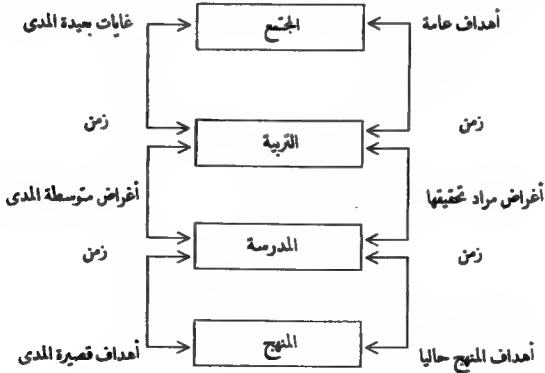 أهداف عامة
المجتمع
غايات بعيدة المدى
زمن
التربية
زمن
أغراض مراد تحقيقها
أغراض متوسطة المدى
المدرسة
زمن
زمن
المنهج
أهداف المنهج حاليا
أهداف قصيرة المدى